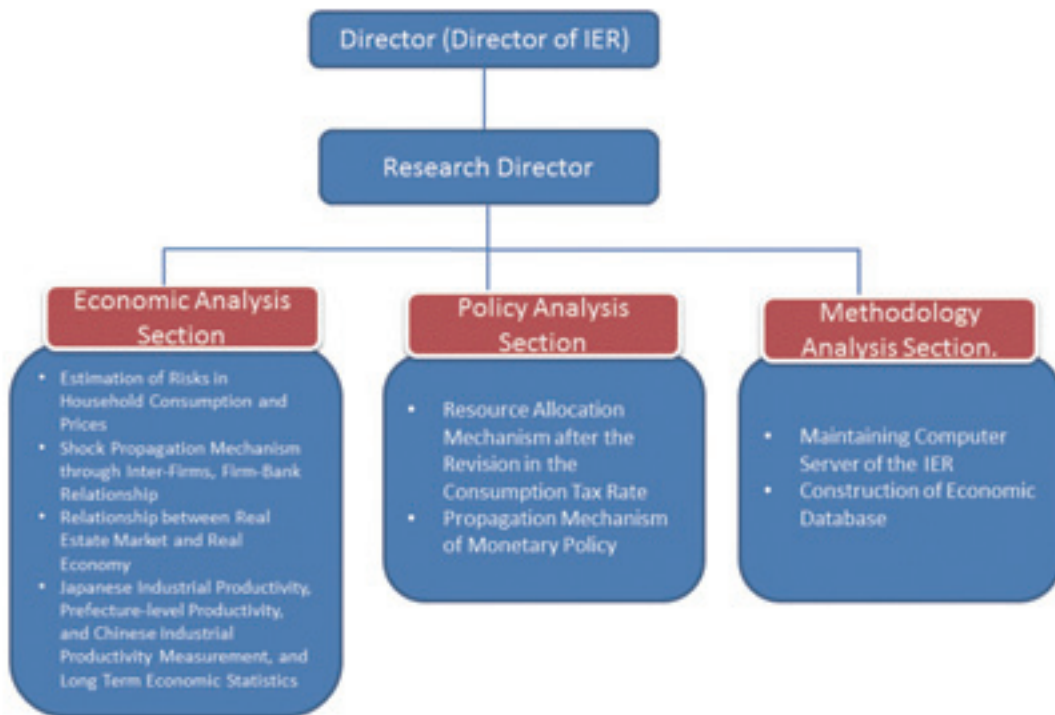 Director (Director of IER)
Research Director
Economic Analysis
Section
• Estimation of Risks in
Household Consumption and
Prices
• Shock Propagation Mechanism
through Inter-Firms, Firm-Bank
Relationship
• Relationship between Real
Estate Market and Real
Economy
• Japanese Industrial Productivity,
Prefecture-level Productivity,
and Chinese Industrial
Productivity Measurement, and
Long Term Economic Statistics
Policy Analysis
Section
• Resource Allocation
Mechanism after the
Revision in the
Consumption Tax Rate
• Propagation Mechanism
of Monetary Policy
Methodology
Analysis Section.
• Maintaining Computer
Server of the IER
• Construction of Economic
Database